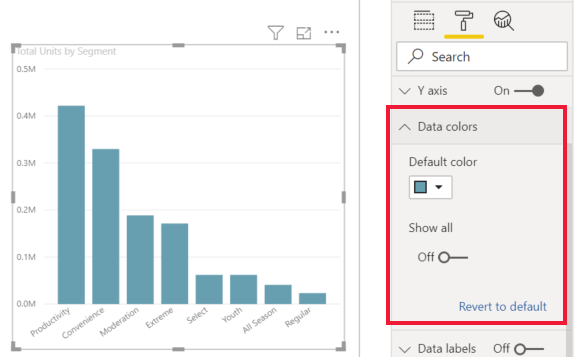 Total Units by Segment
0.5M
0.4M
0.3M
0.2M
0.1M
0.0M
Productivity
Convenience
Moderation
Extreme
Select
Youth
All Season
Regular
Search
Y axis On
Data colors
Default color
Show all
Off
Revert to default
Data labels Off